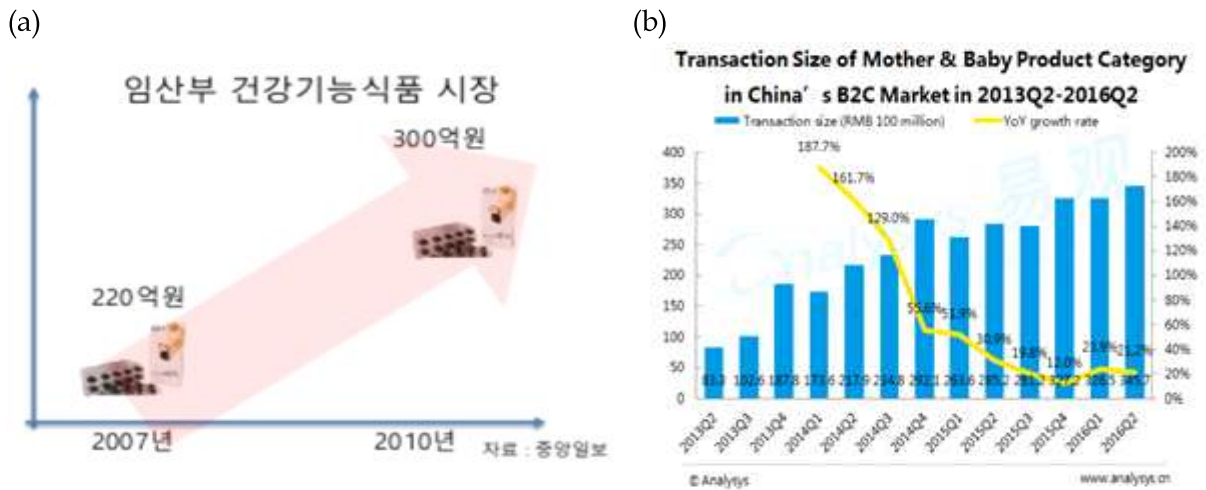 (a)
임산부 건강기능식품 시장
300억원
220억원
2007년
2010년
자료 : 중앙일보
(b)
Transaction Size of Mother & Baby Product Category
in China's B2C Market in 2013Q2-2016Q2
Transaction size (RMB 100 million)
YoY growth rate
400
350
300
250
200
150
100
50
0
200%
180%
160%
140%
120%
100%
80%
60%
40%
20%
0%
187.7%
161.7%
129.0%
55.6%
51.9%
30.9%
19.8%
12.0%
23.9%
21.2%
83.3
102.6
187.8
173.6
217.9
234.8
292.1
263.6
285.2
326.5
345.7
2013Q2
2013Q3
2013Q4
2014Q1
2014Q2
2014Q3
2014Q4
2015Q1
2015Q2
2015Q3
2015Q4
2016Q1
2016Q2
Analysys 易观
© Analysys
www.analysys.cn